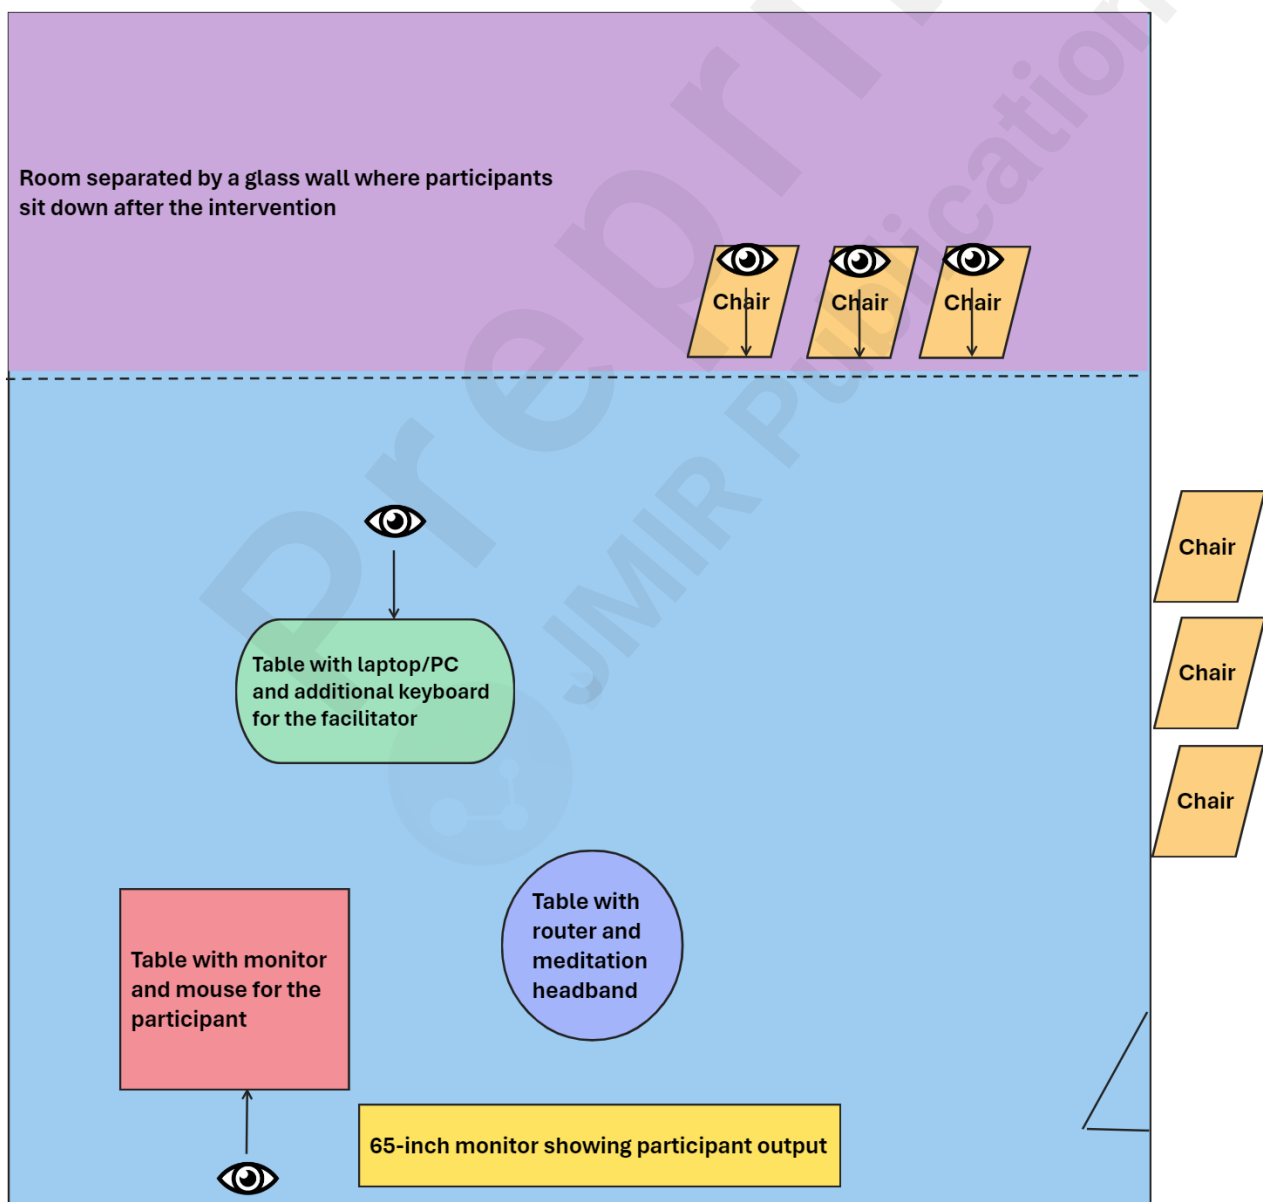 Room separated by a glass wall where participants
sit down after the intervention
Chair
Chair
Chair
Chair
Chair
Chair
Table with laptop/PC
and additional keyboard
for the facilitator
Table with
router and
meditation
headband
Table with monitor
and mouse for the
participant
65-inch monitor showing participant output
JMIR Publication